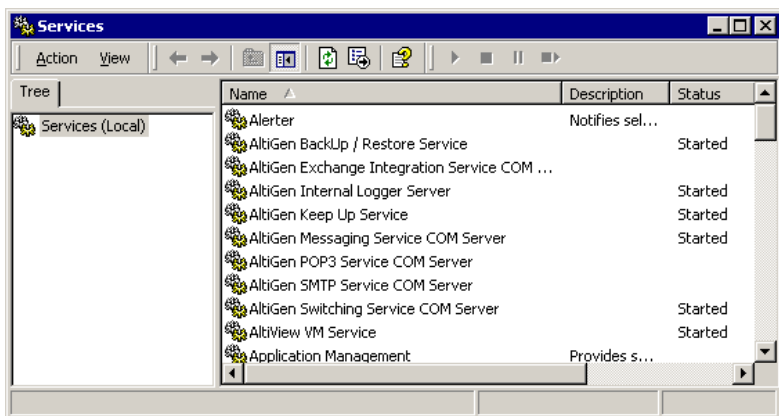 Services
Action View
Tree
Services (Local)
Name Description Status
Alerter Notifies sel...
AltiGen BackUp / Restore Service Started
AltiGen Exchange Integration Service COM ...
AltiGen Internal Logger Server Started
AltiGen Keep Up Service Started
AltiGen Messaging Service COM Server Started
AltiGen POP3 Service COM Server
AltiGen SMTP Service COM Server
AltiGen Switching Service COM Server Started
AltiView VM Service Started
Application Management Provides s...